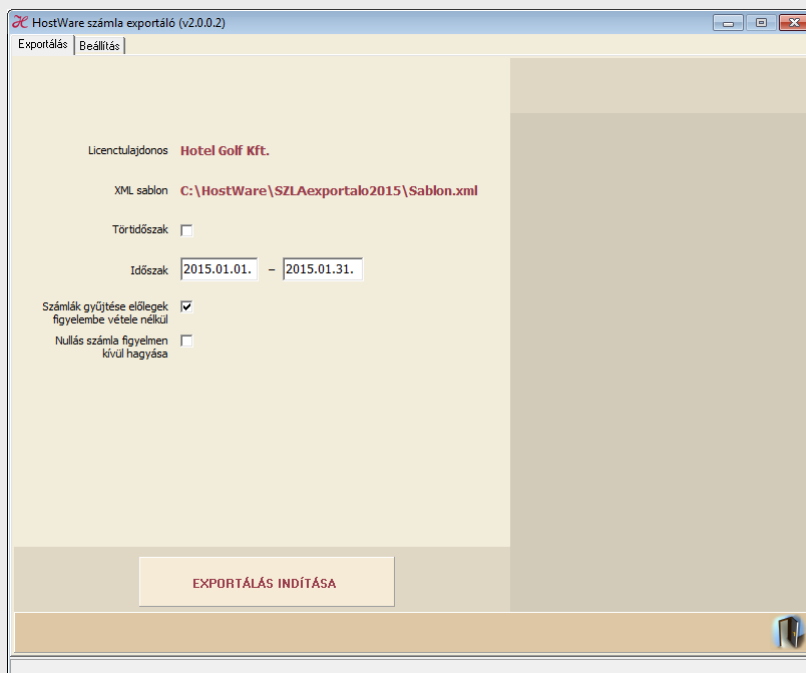 HostWare számla exportáló (v2.0.0.2)
Exportálás Beállítás
Licenctulajdonos Hotel Golf Kft.
XML sablon C:\HostWare\SZLAexportalo2015\Sablon.xml
Törtidőszak
Időszak 2015.01.01. – 2015.01.31.
Számlák gyűjtése előlegek
figyelembe vétele nélkül
Nullás számla figyelmen
kívül hagyása
EXPORTÁLÁS INDÍTÁSA